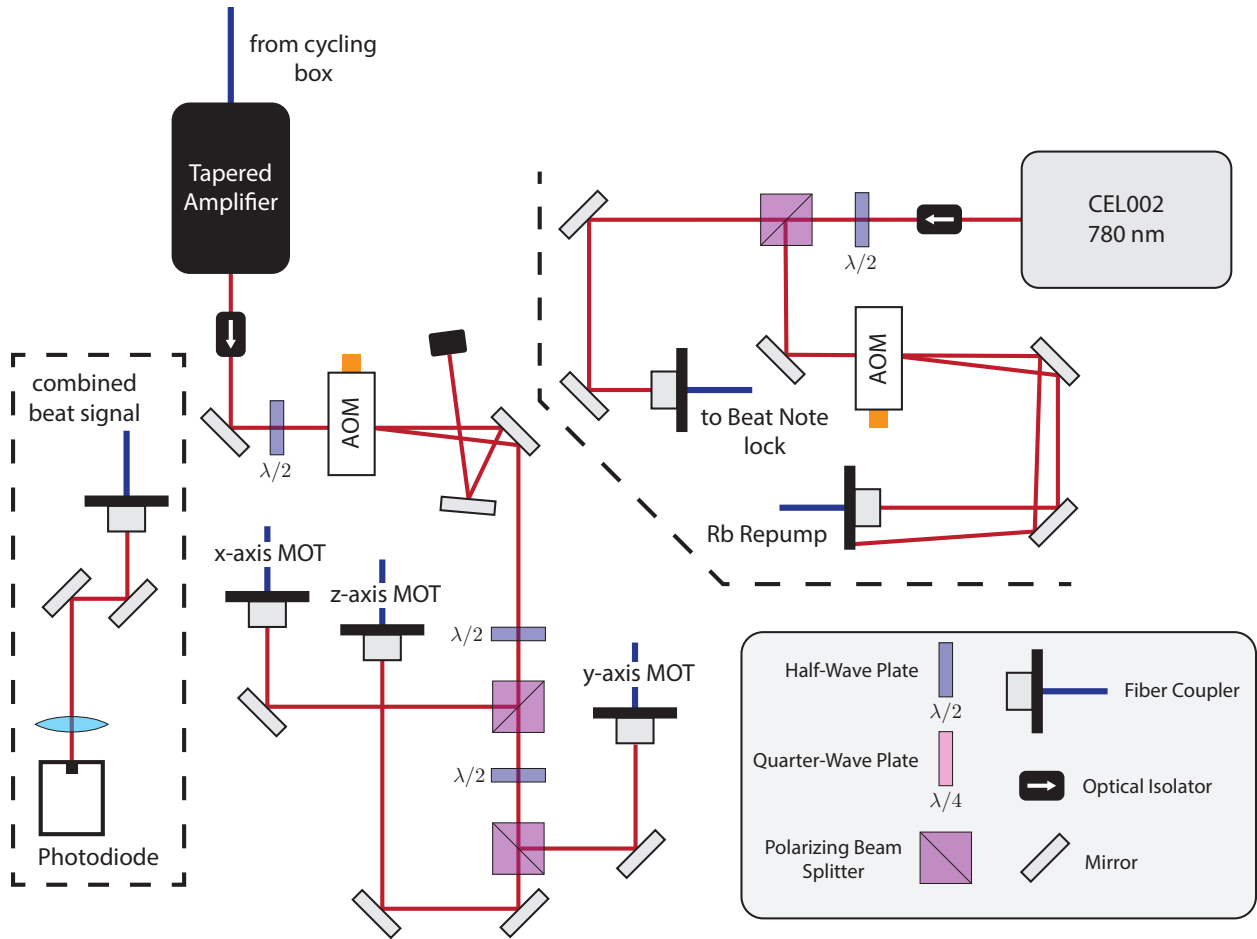 from cycling
box
Tapered
Amplifier
CEL002
780 nm
λ/2
AOM
to Beat Note
lock
Rb Repump
combined
beat signal
AOM
λ/2
x-axis MOT
z-axis MOT
λ/2
y-axis MOT
λ/2
Photodiode
Half-Wave Plate
λ/2
Fiber Coupler
Quarter-Wave Plate
λ/4
Optical Isolator
Polarizing Beam
Splitter
Mirror